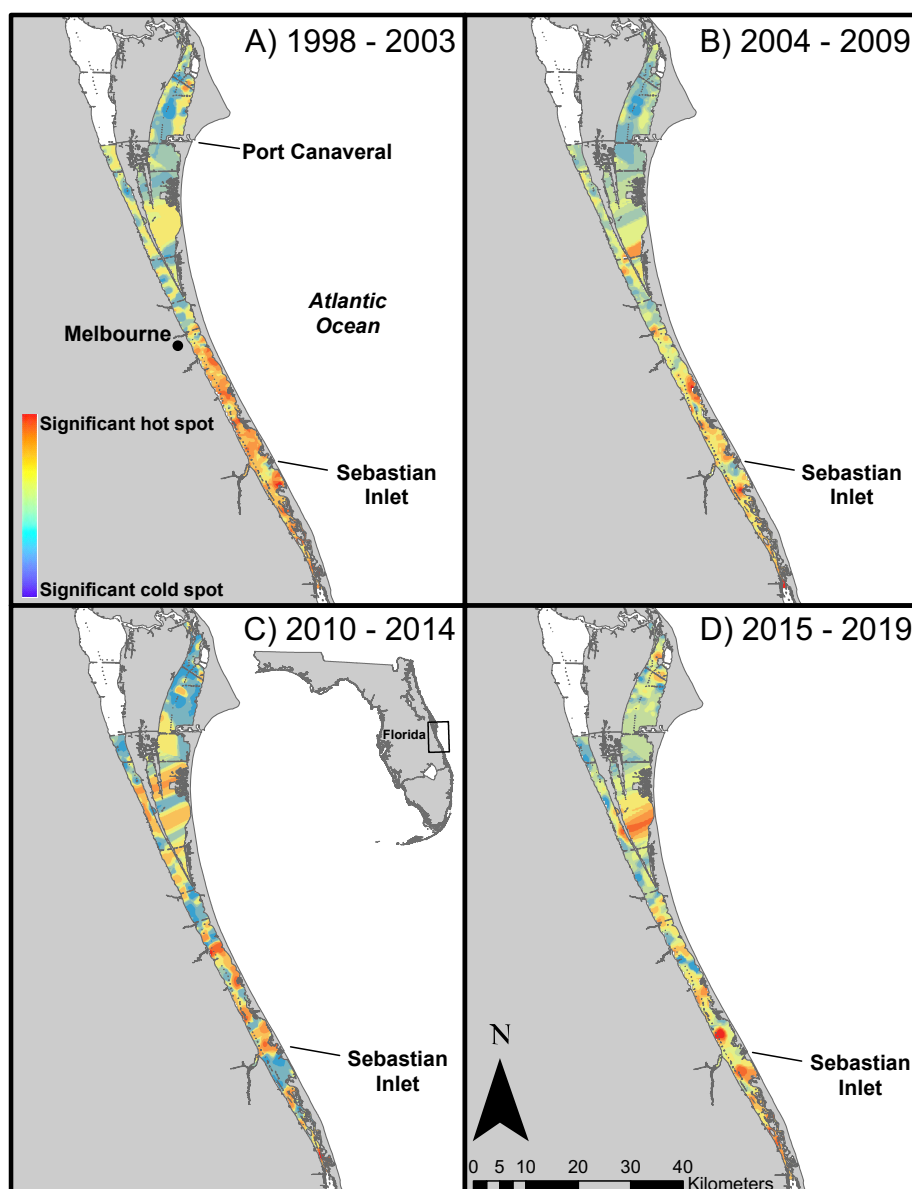 A) 1998 - 2003
Port Canaveral
Atlantic
Ocean
Melbourne
Significant hot spot
Sebastian
Inlet
Significant cold spot
B) 2004 - 2009
Sebastian
Inlet
C) 2010 - 2014
Florida
Sebastian
Inlet
D) 2015 - 2019
N
Sebastian
Inlet
0 5 10 20 30 40
Kilometers